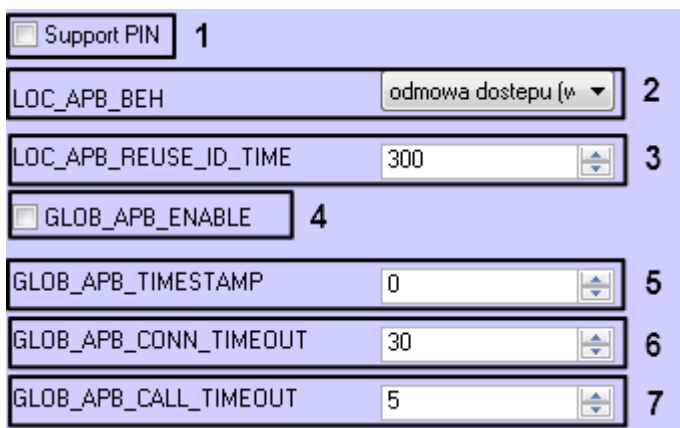 Support PIN 1
LOC_APB_BEH odmowa dostepu (w 2
LOC_APB_REUSE_ID_TIME 300 3
GLOB_APB_ENABLE 4
GLOB_APB_TIMESTAMP 0 5
GLOB_APB_CONN_TIMEOUT 30 6
GLOB_APB_CALL_TIMEOUT 5 7